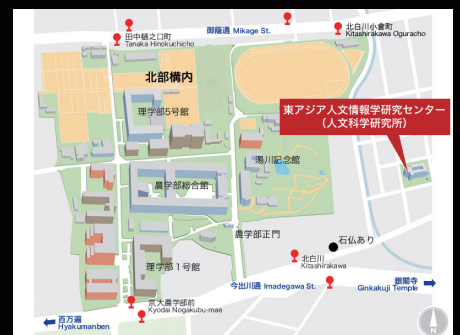 御蔭通 Mikage St.
田中樋之口町
Tanaka Hinokuchicho
北白川小倉町
Kitashirakawa Oguracho
北部構内
理学部5号館
東アジア人文情報学研究センター
（人文科学研究所）
湯川記念館
農学部総合館
農学部正門
石仏あり
北白川
Kitashirakawa
理学部1号館
今出川通 Imadegawa St.
銀閣寺
Ginkakuji Temple
京大農学部前
Kyodai Nogakubu-mae
百万遍
Hyakumanben
N